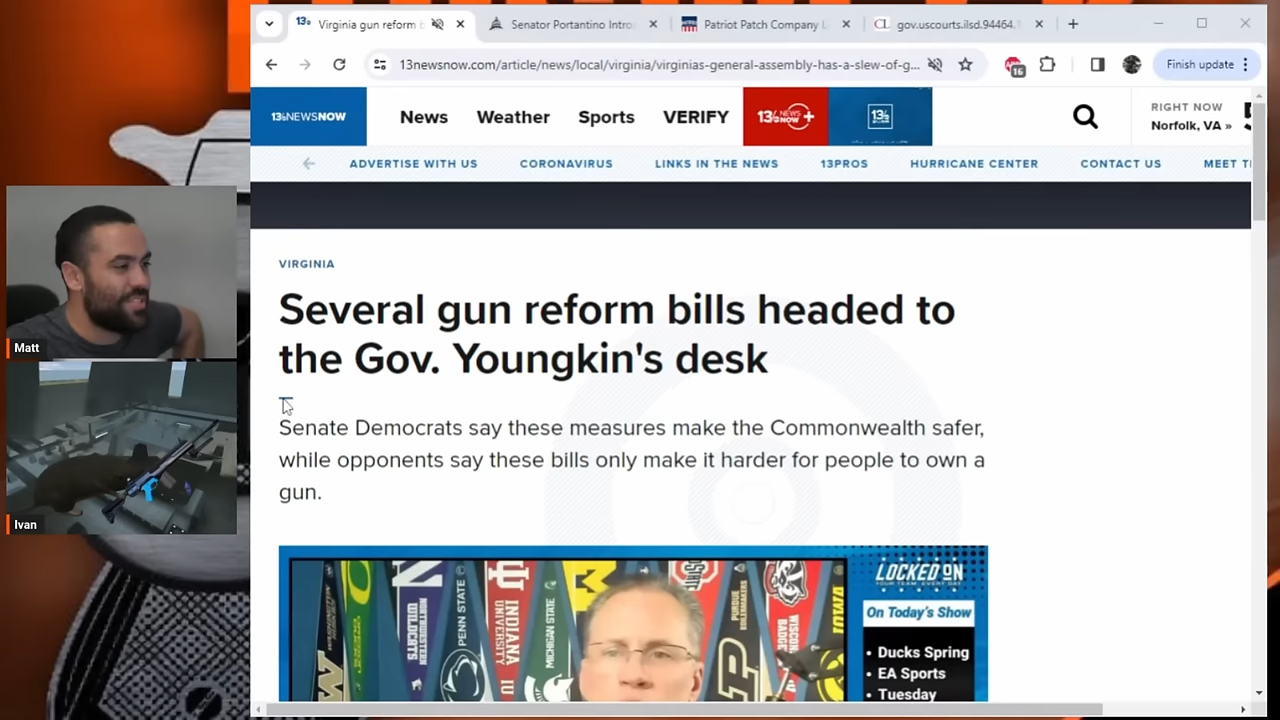 Virginia gun reform b
Senator Portantino Intro
Patriot Patch Company L
CL gov.uscourts.ilsd.94464.
13newsnow.com/article/news/local/virginia/virginias-general-assembly-has-a-slew-of-g...
16
Finish update
13NEWSNOW
News
Weather
Sports
VERIFY
13 NEWS NOW +
13
RIGHT NOW
Norfolk, VA »
ADVERTISE WITH US
CORONAVIRUS
LINKS IN THE NEWS
13PROS
HURRICANE CENTER
CONTACT US
MEET T
VIRGINIA
Several gun reform bills headed to
the Gov. Youngkin's desk
Senate Democrats say these measures make the Commonwealth safer,
while opponents say these bills only make it harder for people to own a
gun.
Matt
Ivan
NORTHWESTERN
WILDCATS
PENN STATE
INDIANA
UNIVERSITY
IU
MICHIGAN STATE
PURDUE
LOCKED ON
YOUR TEAM. EVERY DAY
On Today's Show
• Ducks Spring
• EA Sports
• Tuesday